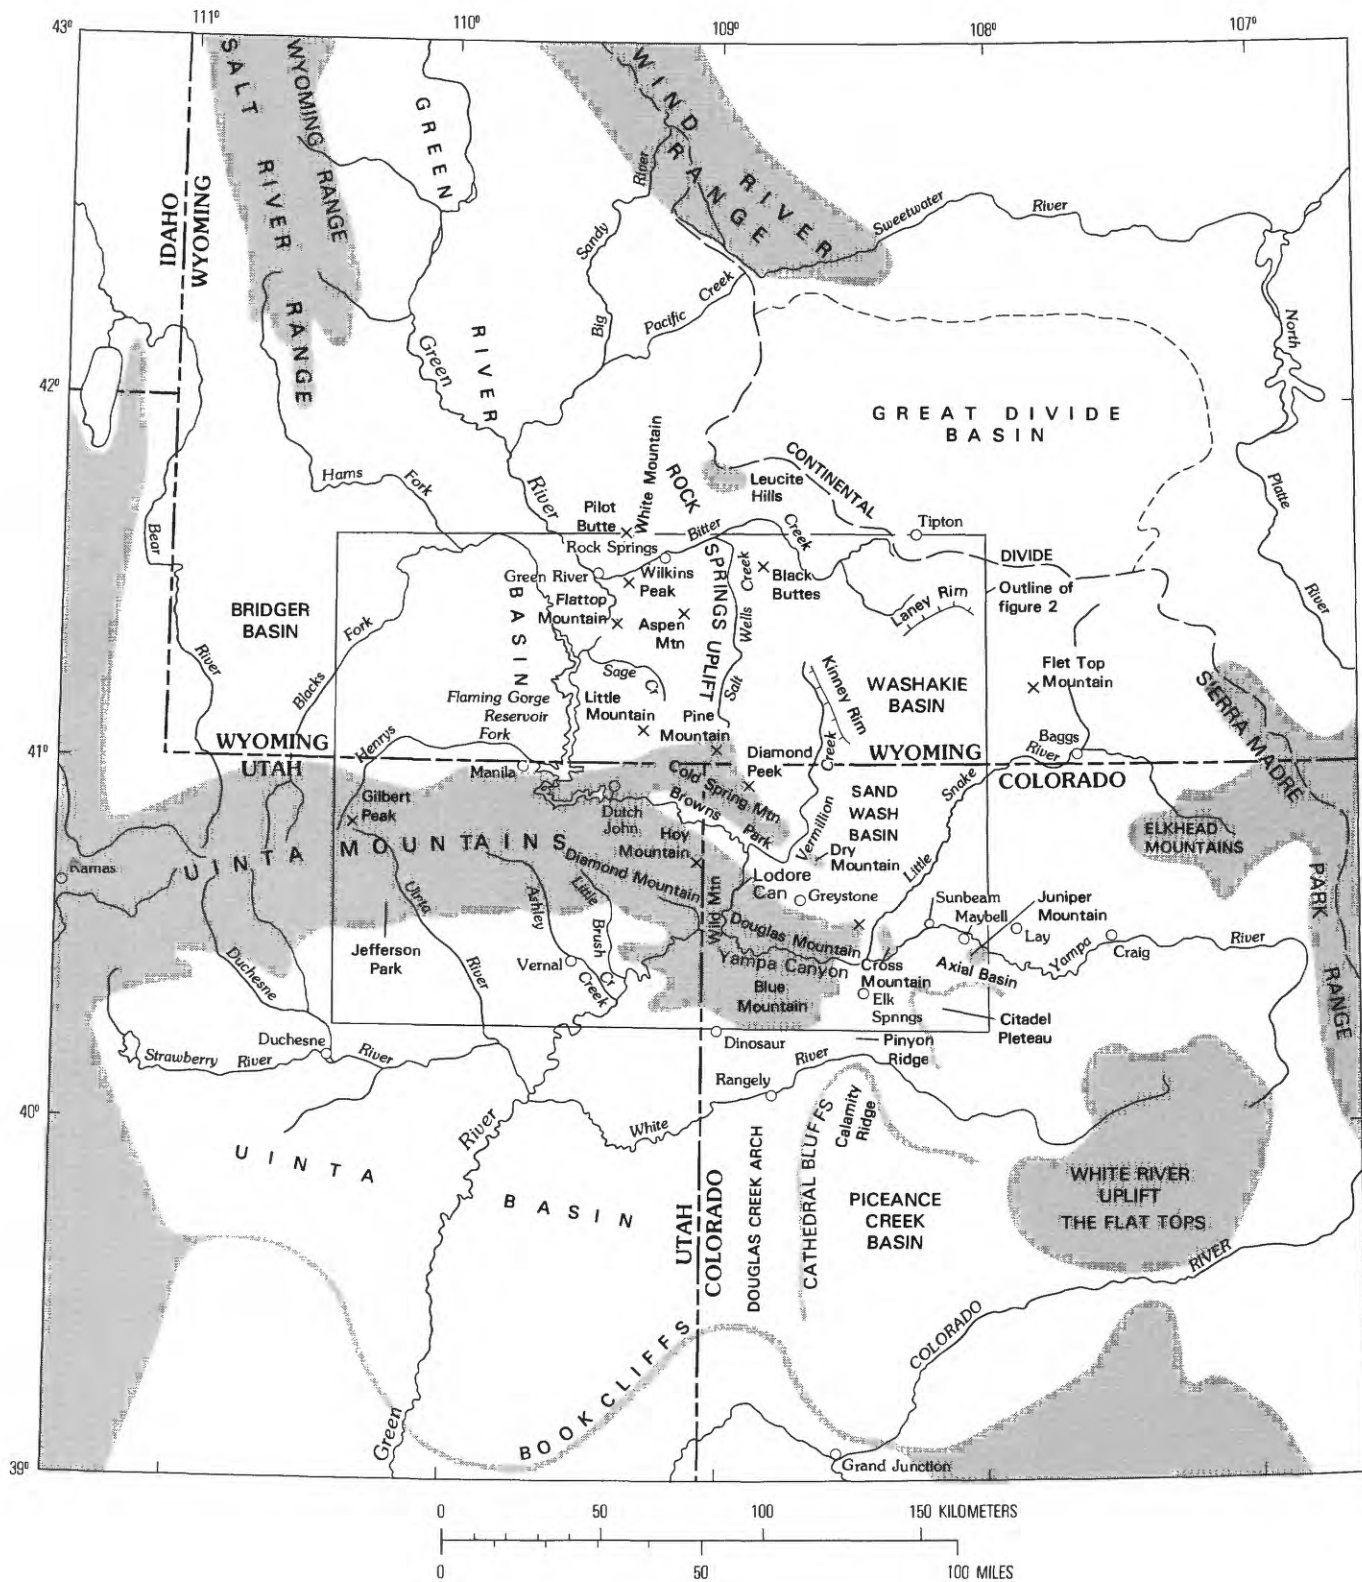 111°
110°
109°
108°
107°
43°
SALT RIVER RANGE
WYOMING RANGE
GREEN RIVER BASIN
WIND RIVER RANGE
IDAHO
WYOMING
Sandy
River
Big
Pacific Creek
Sweetwater River
North
Platte
River
Green
River
42°
GREAT DIVIDE
BASIN
CONTINENTAL
DIVIDE
Leucite
Hills
White Mountain
ROCK
SPRINGS UPLIFT
Hams Fork
Bear
River
Pilot
Butte
Rock Springs
Bitter
Creek
Tipton
Green River
Wilkins
Peak
Flattop
Mountain
Aspen
Mtn
Salt Wells Creek
Black
Buttes
Laney Rim
Outline of
figure 2
BRIDGER
BASIN
Blacks Fork
Sage Cr
Flaming Gorge
Reservoir
Little
Mountain
Pine
Mountain
Kinney Rim
WASHAKIE
BASIN
Flet Top
Mountain
SIERRA MADRE
41°
WYOMING
UTAH
Henrys Fork
Manila
Diamond
Peek
WYOMING
COLORADO
Baggs
River
Snake
Little
Gilbert
Peak
Dutch
John
Cold Spring Mtn
Browns
Park
Vermillion
Creek
SAND
WASH
BASIN
Dry
Mountain
ELKHEAD
MOUNTAINS
PARK RANGE
Kamas
UINTA MOUNTAINS
Hoy
Mountain
Diamond Mountain
Lodore
Can
Greystone
Sunbeam
Maybell
Juniper
Mountain
Lay
Craig
Yampa
River
Uinta
River
Ashley
Creek
Little
Brush
Cr
Wild Mtn
Douglas Mountain
Yampa Canyon
Cross
Mountain
Axial Basin
Jefferson
Park
Vernal
Blue
Mountain
Elk
Spnngs
Citadel
Pleteau
Duchesne
River
Strawberry River
Duchesne
Dinosaur
Pinyon
Ridge
Rangely
White
River
40°
UINTA BASIN
Green
River
UTAH
COLORADO
DOUGLAS CREEK ARCH
CATHEDRAL BLUFFS
Calamity
Ridge
PICEANCE
CREEK
BASIN
WHITE RIVER
UPLIFT
THE FLAT TOPS
COLORADO RIVER
BOOK CLIFFS
39°
Grand Junction
0 50 100 150 KILOMETERS
0 50 100 MILES